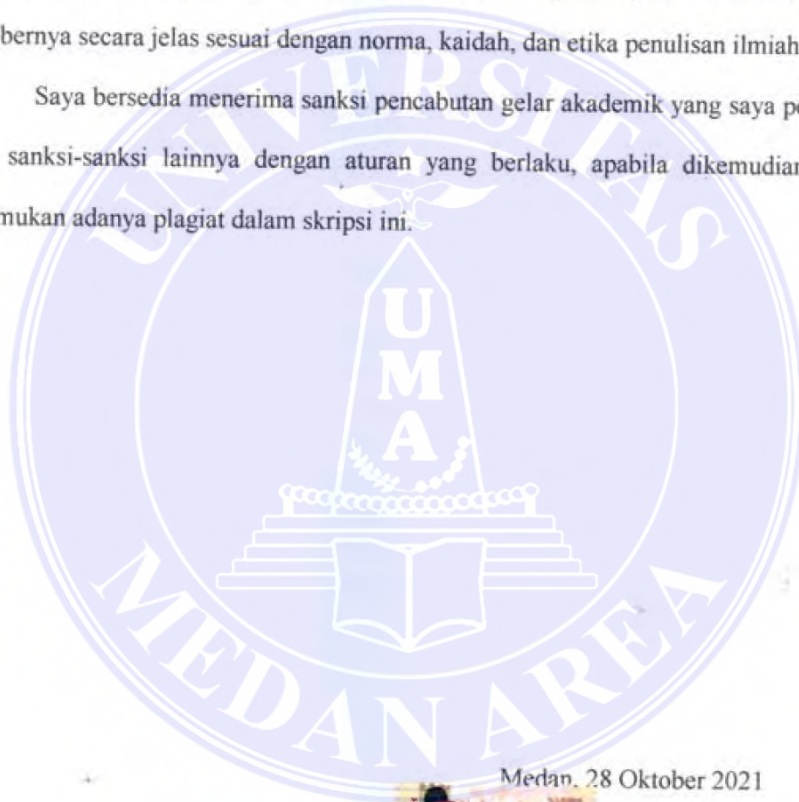 bernya secara jelas sesuai dengan norma, kaidah, dan etika penulisan ilmiah
Saya bersedia menerima sanksi pencabutan gelar akademik yang saya pe
sanksi-sanksi lainnya dengan aturan yang berlaku, apabila dikemudian
mukan adanya plagiat dalam skripsi ini.
UNIVERSITAS
U
M
A
MEDAN AREA
Medan, 28 Oktober 2021